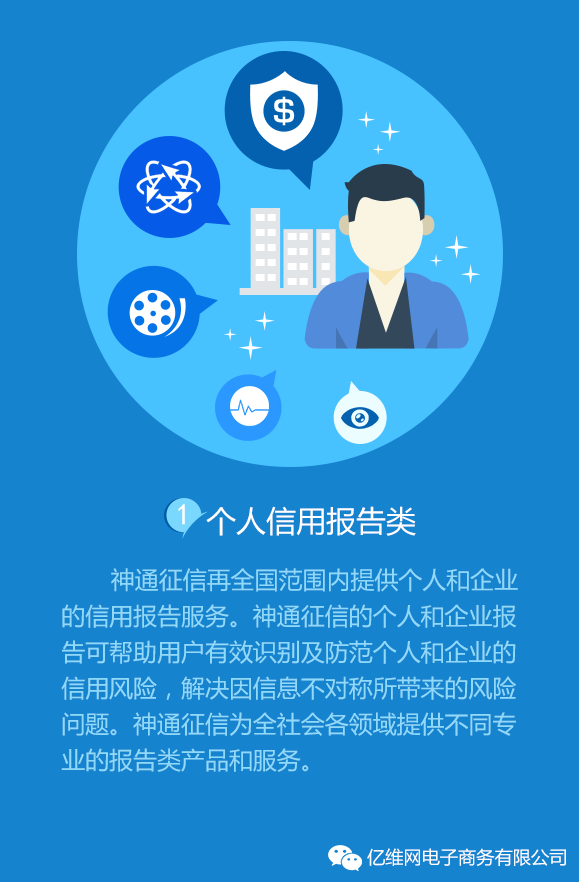 $
1 个人信用报告类
神通征信再全国范围内提供个人和企业
的信用报告服务。神通征信的个人和企业报
告可帮助用户有效识别及防范个人和企业的
信用风险，解决因信息不对称所带来的风险
问题。神通征信为全社会各领域提供不同专
业的报告类产品和服务。
亿维网电子商务有限公司